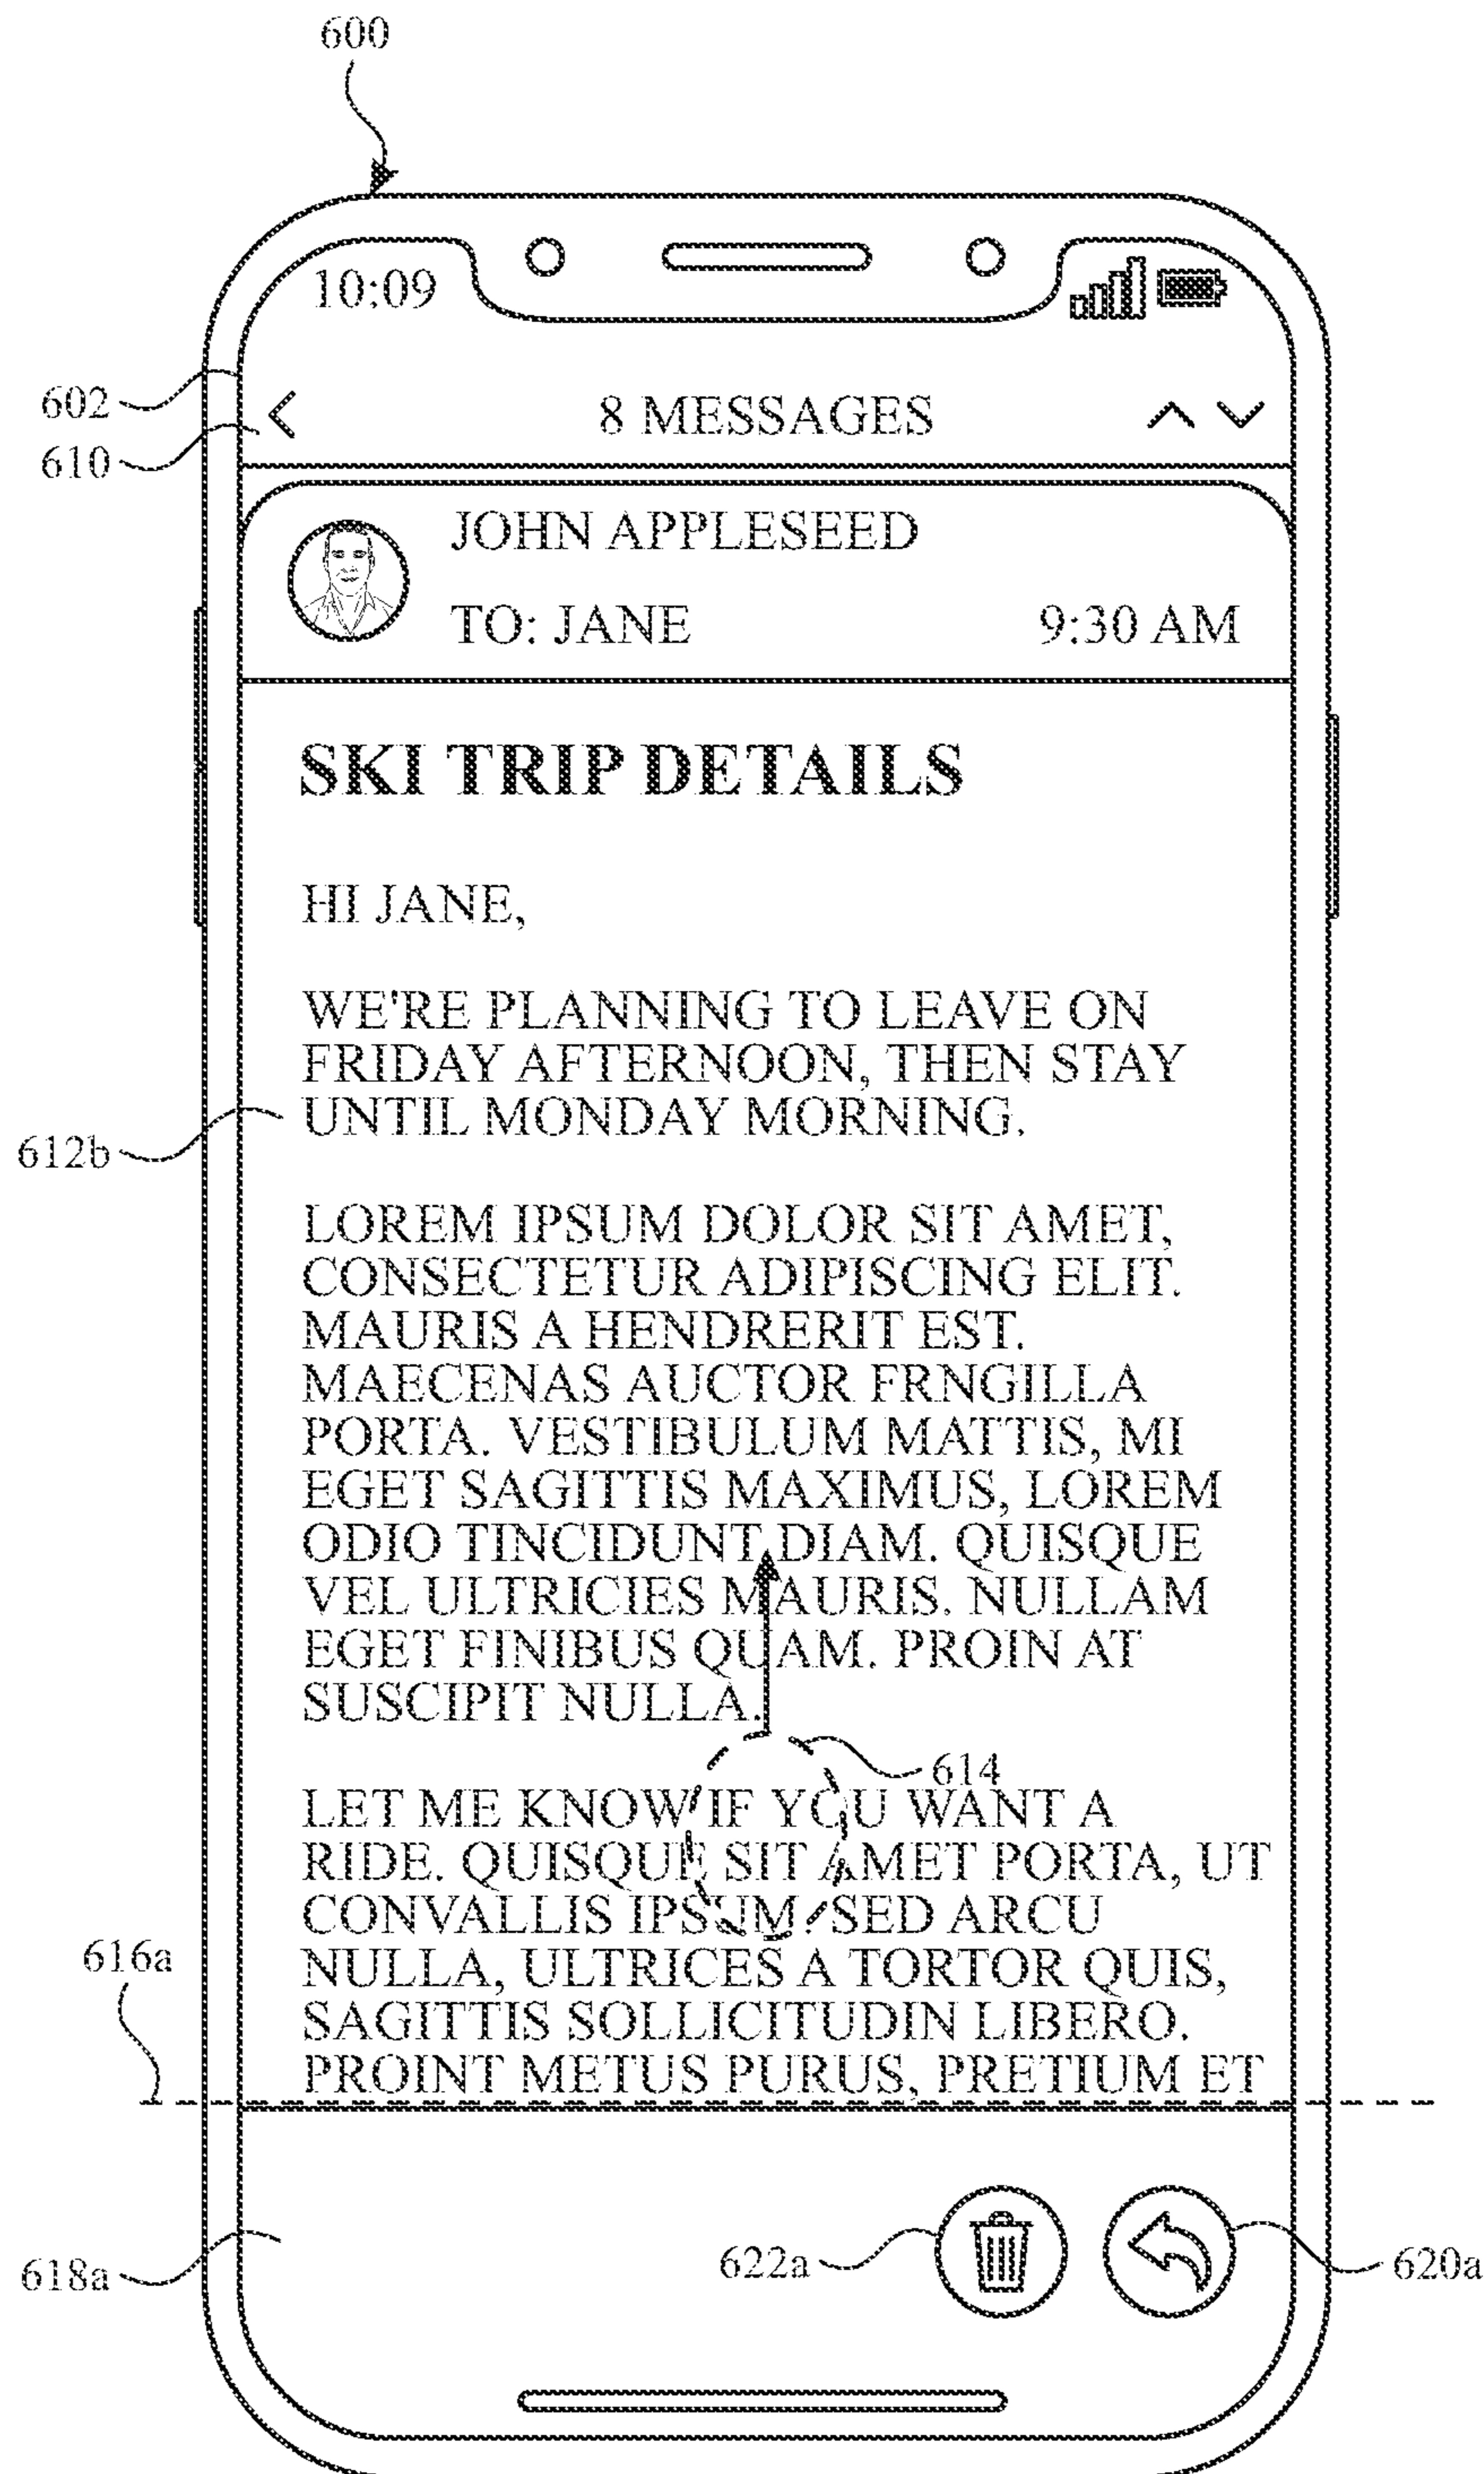 600
10:09
602
8 MESSAGES
610
JOHN APPLESEED
TO: JANE 9:30 AM
SKI TRIP DETAILS
HI JANE,
WE'RE PLANNING TO LEAVE ON
FRIDAY AFTERNOON, THEN STAY
UNTIL MONDAY MORNING.
612b
LOREM IPSUM DOLOR SIT AMET,
CONSECTETUR ADIPISCING ELIT.
MAURIS A HENDRERIT EST.
MAECENAS AUCTOR FRNGILLA
PORTA. VESTIBULUM MATTIS, MI
EGET SAGITTIS MAXIMUS, LOREM
ODIO TINCIDUNT DIAM. QUISQUE
VEL ULTRICIES MAURIS. NULLAM
EGET FINIBUS QUAM. PROIN AT
SUSCIPIT NULLA.
614
LET ME KNOW IF YOU WANT A
RIDE. QUISQUE SIT AMET PORTA, UT
CONVALLIS IPSUM. SED ARCU
616a
NULLA, ULTRICES A TORTOR QUIS,
SAGITTIS SOLLICITUDIN LIBERO.
PROINT METUS PURUS, PRETIUM ET
618a
622a
620a